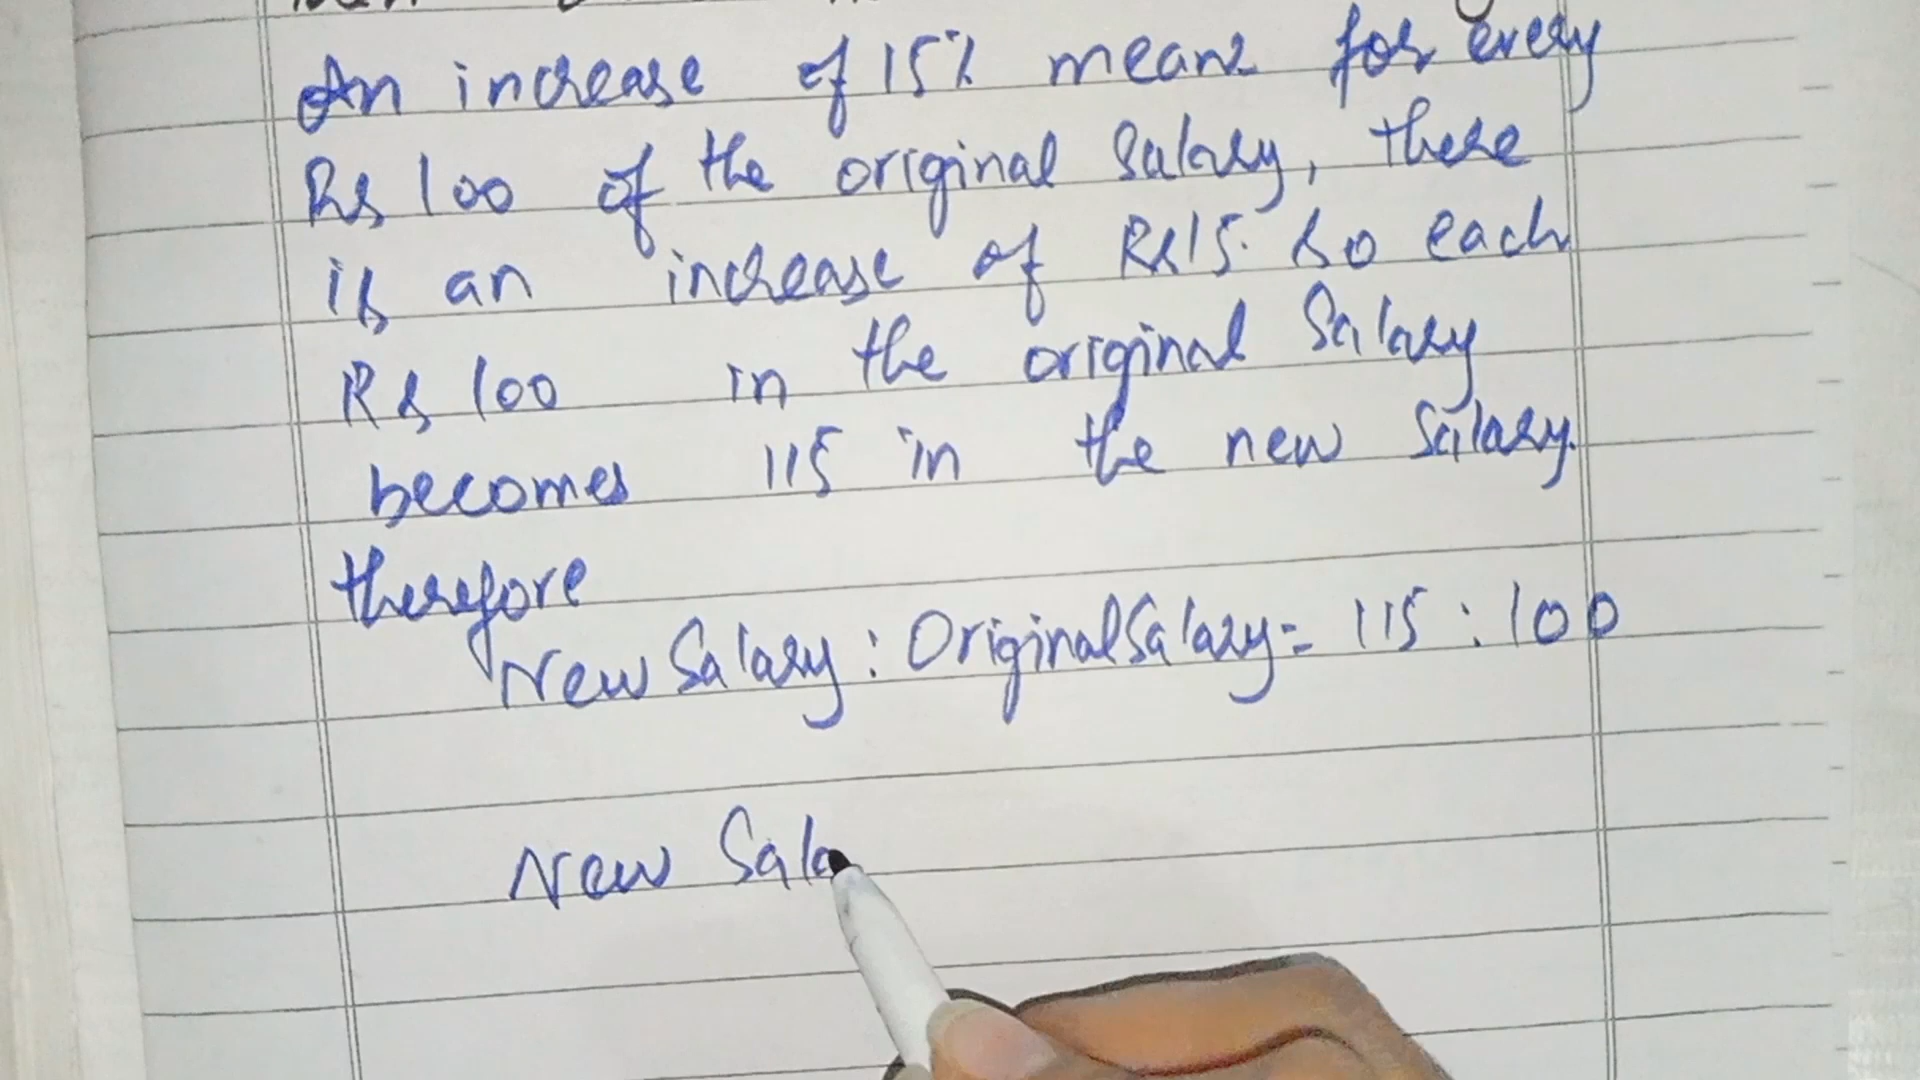 An increase of 15% means for every
Rs 100 of the original salary, there
is an increase of Rs15. So each
Rs 100 in the original Salary
becomes 115 in the new Salary.
therefore
New Salary : Original Salary = 115 : 100
New Sala